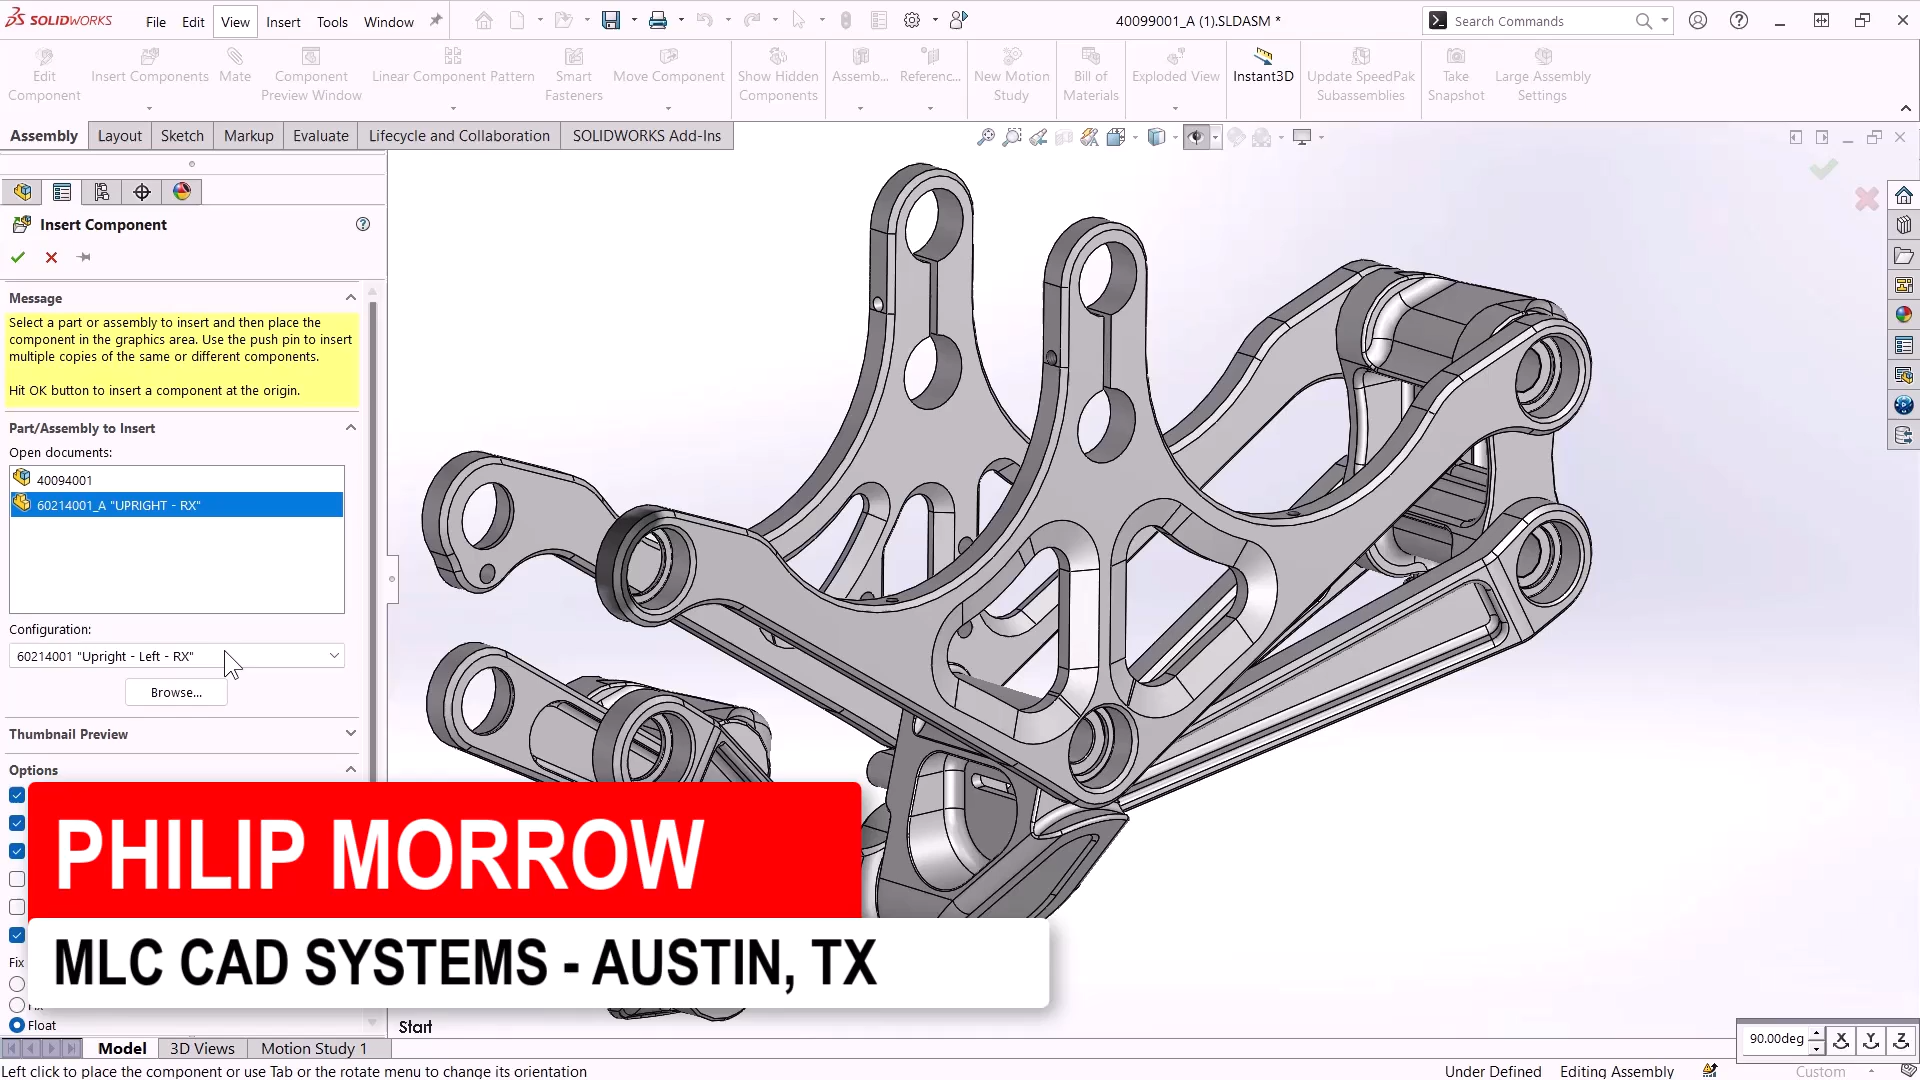 SOLIDWORKS File Edit View Insert Tools Window 40099001_A (1).SLDASM * Search Commands
Edit Component
Insert Components
Mate
Component Preview Window
Linear Component Pattern
Smart Fasteners
Move Component
Show Hidden Components
Assemb...
Referenc...
New Motion Study
Bill of Materials
Exploded View
Instant3D
Update SpeedPak Subassemblies
Take Snapshot
Large Assembly Settings
Assembly Layout Sketch Markup Evaluate Lifecycle and Collaboration SOLIDWORKS Add-Ins
Insert Component
Message
Select a part or assembly to insert and then place the
component in the graphics area. Use the push pin to insert
multiple copies of the same or different components.
Hit OK button to insert a component at the origin.
Part/Assembly to Insert
Open documents:
40094001
60214001_A "UPRIGHT - RX"
Configuration:
60214001 "Upright - Left - RX"
Browse...
Thumbnail Preview
Options
PHILIP MORROW
MLC CAD SYSTEMS - AUSTIN, TX
Fix
Float
Start
90.00deg X Y Z
Model 3D Views Motion Study 1
Left click to place the component or use Tab or the rotate menu to change its orientation Under Defined Editing Assembly Custom